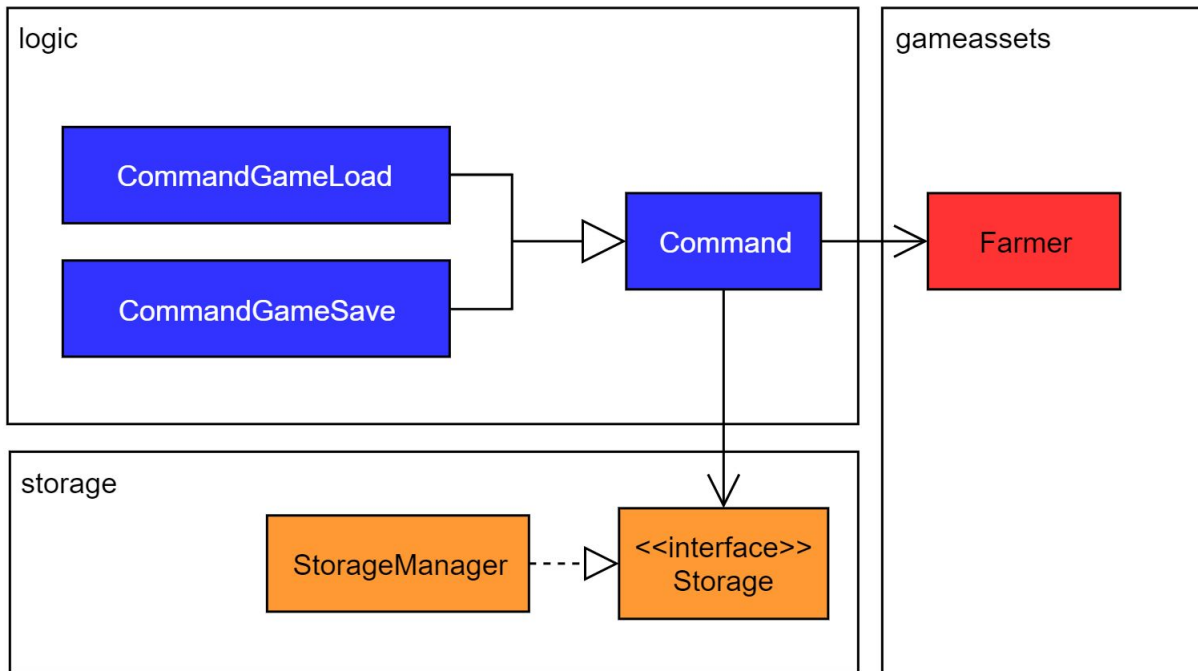 logic
gameassets
CommandGameLoad
Command
Farmer
CommandGameSave
storage
StorageManager
<<interface>>
Storage